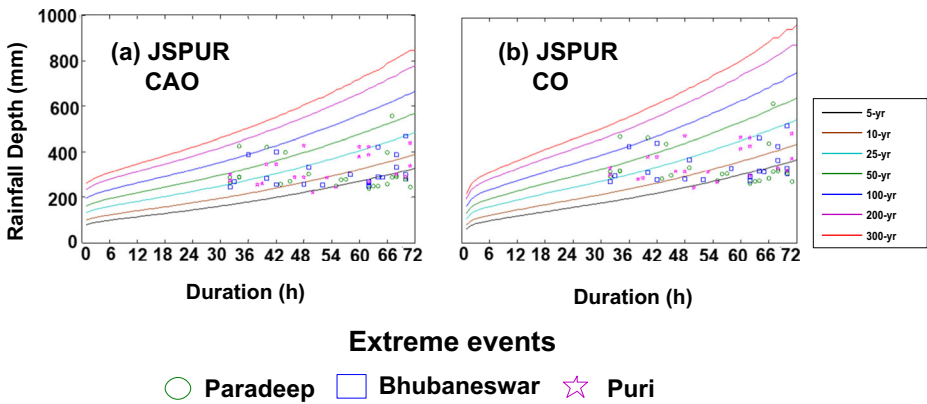 Rainfall Depth (mm)
1000
800
600
400
200
0
(a) JSPUR
CAO
0 6 12 18 24 30 36 42 48 54 60 66 72
Duration (h)
(b) JSPUR
CO
0 6 12 18 24 30 36 42 48 54 60 66 72
Duration (h)
5-yr
10-yr
25-yr
50-yr
100-yr
200-yr
300-yr
Extreme events
Paradeep Bhubaneswar Puri